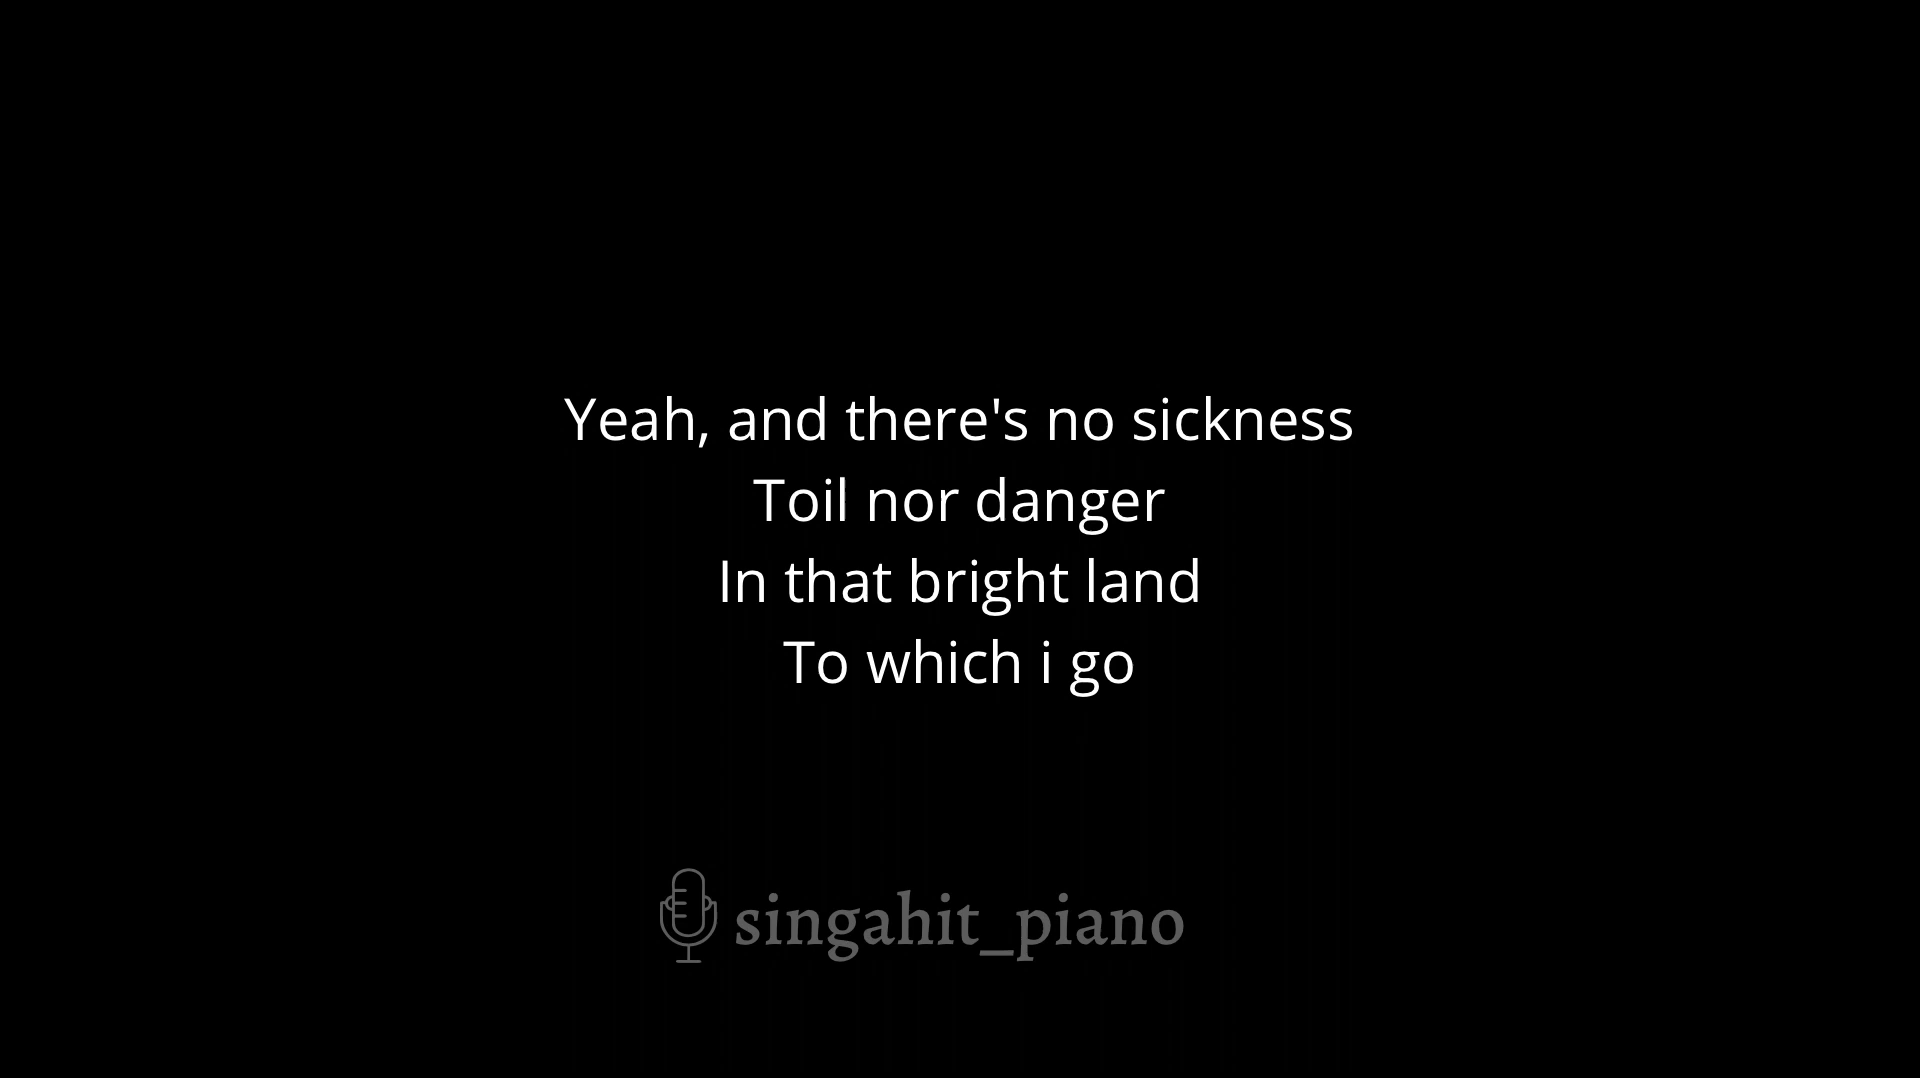 Yeah, and there's no sickness
Toil nor danger
In that bright land
To which i go
singahit_piano